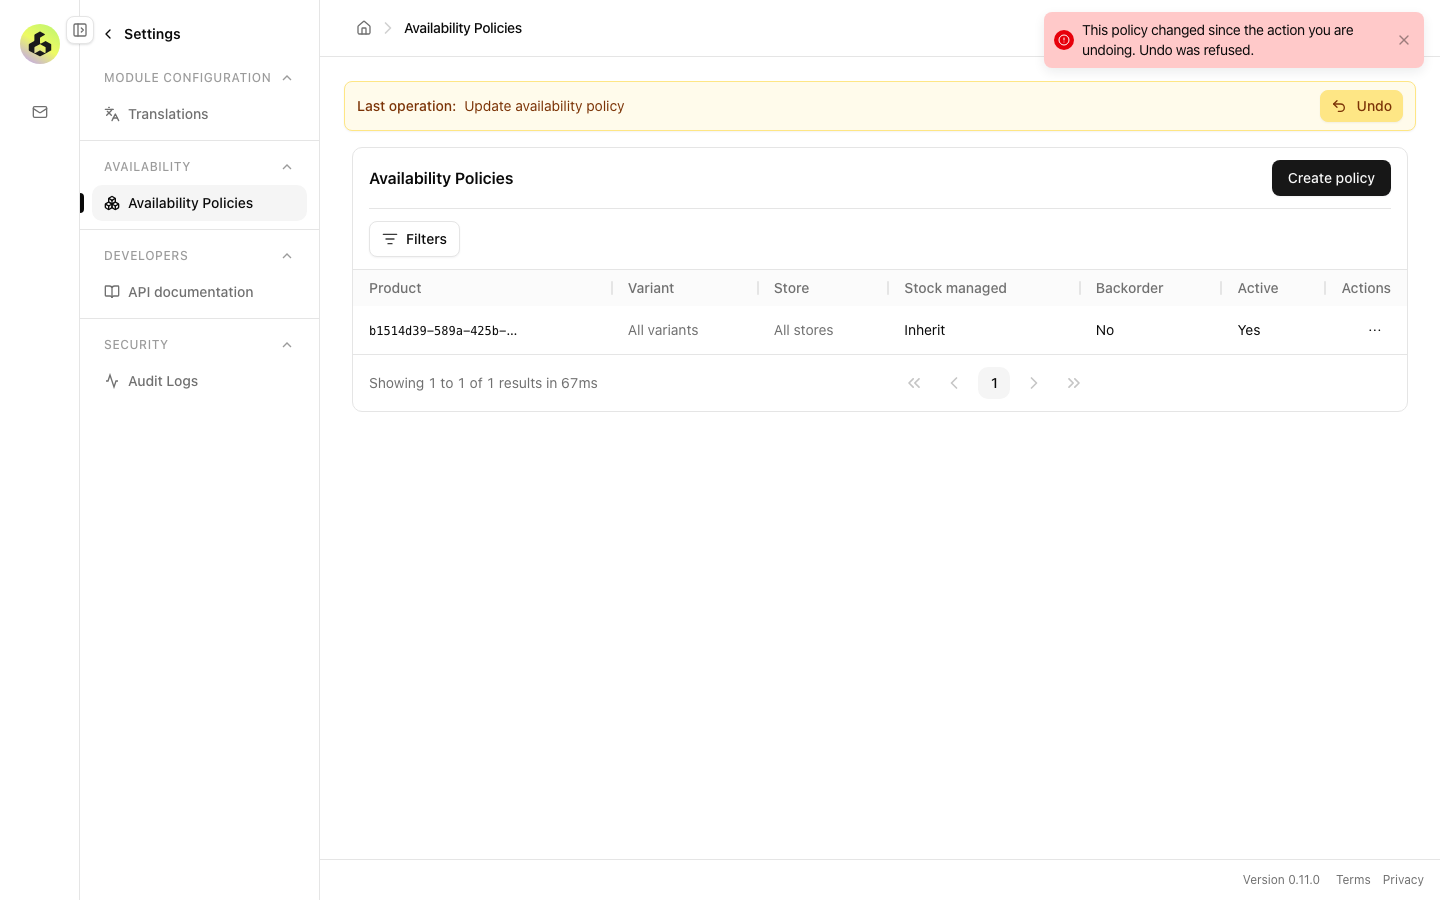 Settings
MODULE CONFIGURATION
Translations
AVAILABILITY
Availability Policies
DEVELOPERS
API documentation
SECURITY
Audit Logs
Availability Policies
This policy changed since the action you are
undoing. Undo was refused.
Last operation: Update availability policy
Undo
Availability Policies
Create policy
Filters
Product Variant Store Stock managed Backorder Active Actions
b1514d39-589a-425b-… All variants All stores Inherit No Yes ...
Showing 1 to 1 of 1 results in 67ms
1
Version 0.11.0 Terms Privacy